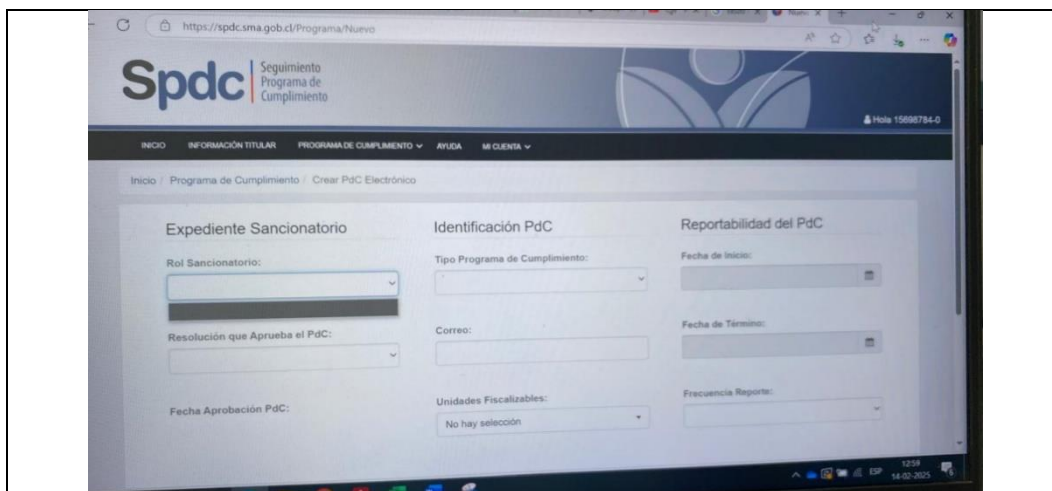 https://spdc.sma.gob.cl/Programa/Nuevo
Spdc
Seguimiento
Programa de
Cumplimiento
Hola 15698784-0
INICIO INFORMACIÓN TITULAR PROGRAMA DE CUMPLIMIENTO AYUDA MI CUENTA
Inicio / Programa de Cumplimiento / Crear PdC Electrónico
Expediente Sancionatorio
Rol Sancionatorio:
Resolución que Aprueba el PdC:
Fecha Aprobación PdC:
Identificación PdC
Tipo Programa de Cumplimiento:
Correo:
Unidades Fiscalizables:
No hay selección
Reportabilidad del PdC
Fecha de Inicio:
Fecha de Término:
Frecuencia Reporte:
ESP
12:59
14-02-2025